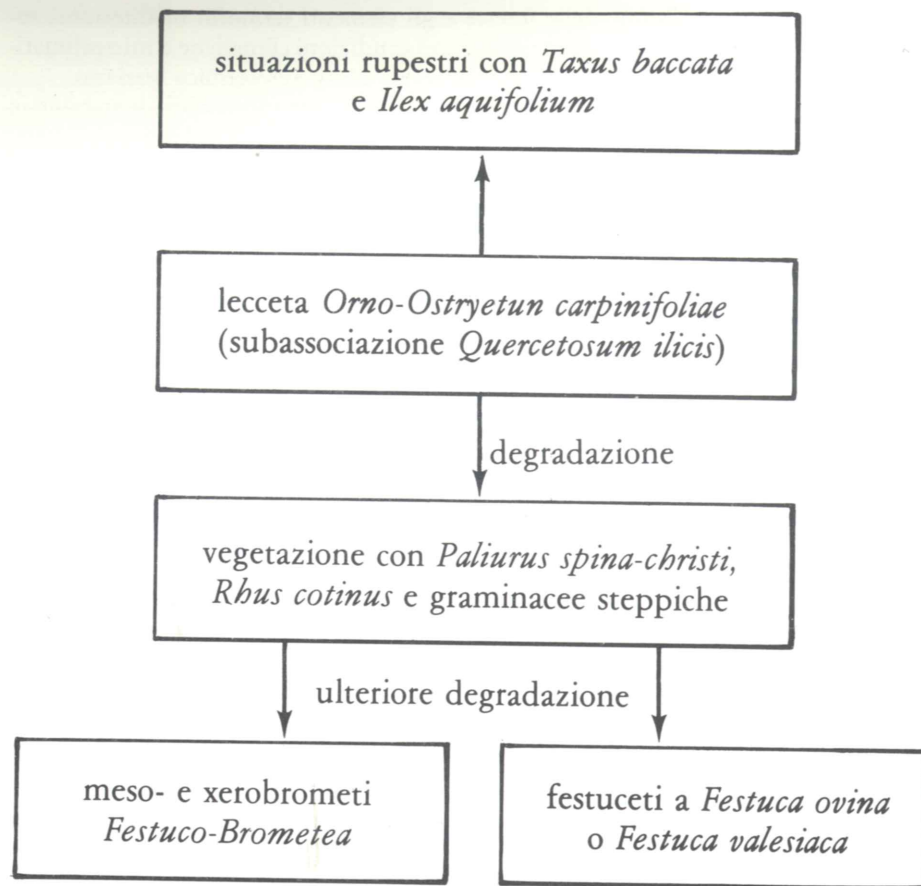 situazioni rupestri con Taxus baccata
e Ilex aquifolium
lecceta Orno-Ostryetun carpinifoliae
(subassociazione Quercetosum ilicis)
degradazione
vegetazione con Paliurus spina-christi,
Rhus cotinus e graminacee steppiche
ulteriore degradazione
meso- e xerobrometi
Festuco-Brometea
festuceti a Festuca ovina
o Festuca valesiaca